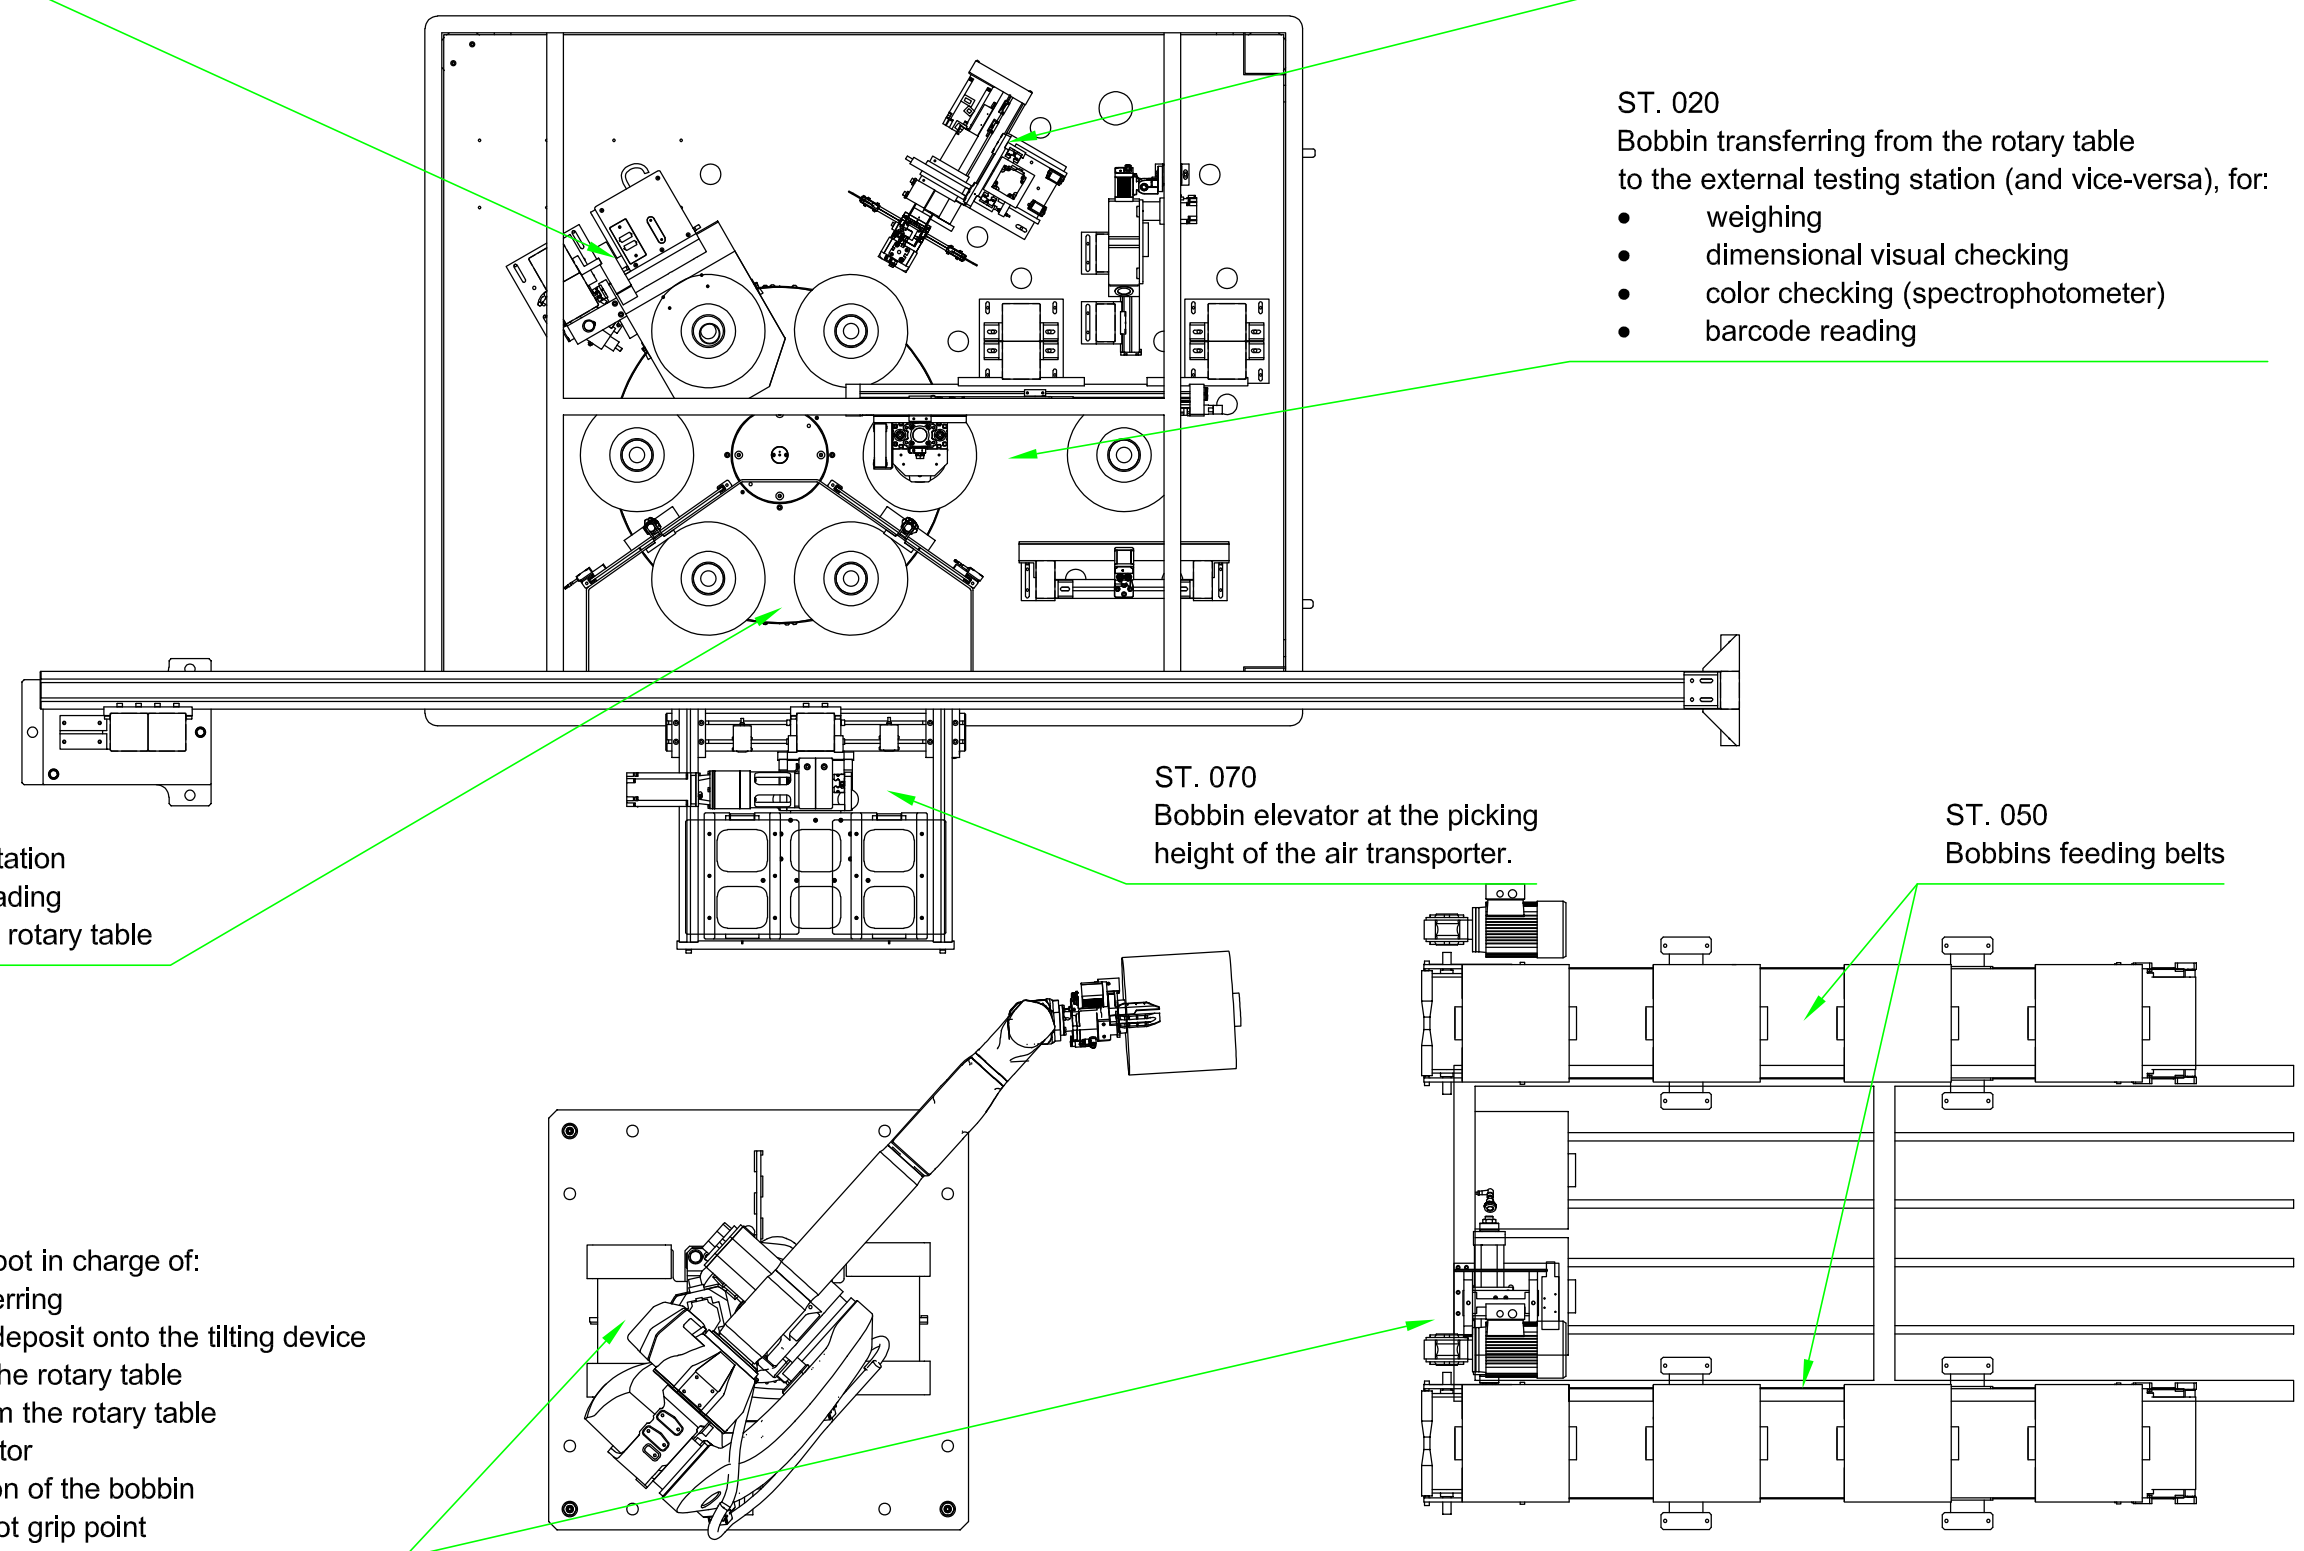 ST. 020
Bobbin transferring from the rotary table
to the external testing station (and vice-versa), for:
• weighing
• dimensional visual checking
• color checking (spectrophotometer)
• barcode reading
ST. 070
Bobbin elevator at the picking
height of the air transporter.
ST. 050
Bobbins feeding belts
tation
ading
rotary table
ot in charge of:
erring
deposit onto the tilting device
he rotary table
m the rotary table
tor
on of the bobbin
ot grip point